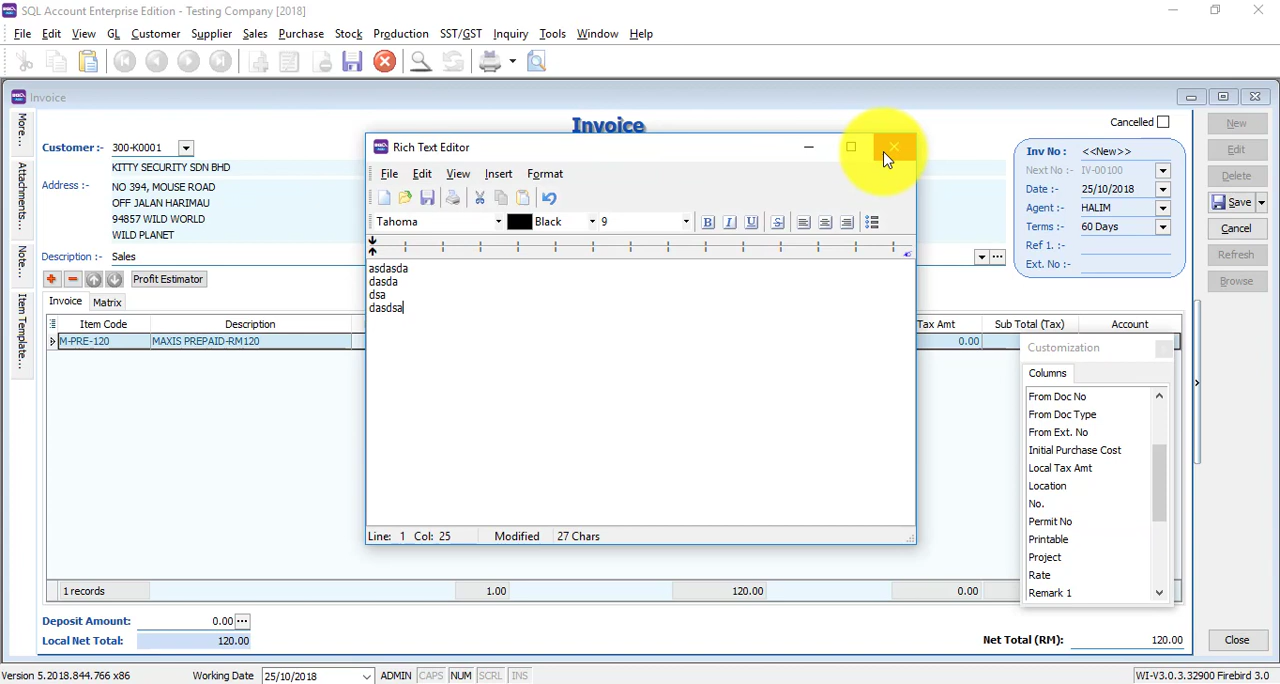 SQL Account Enterprise Edition - Testing Company [2018]
File Edit View GL Customer Supplier Sales Purchase Stock Production SST/GST Inquiry Tools Window Help
Invoice
More...
Attachments...
Note...
Item Template...
Invoice
Cancelled
Customer :- 300-K0001
KITTY SECURITY SDN BHD
Address :- NO 394, MOUSE ROAD
OFF JALAN HARIMAU
94857 WILD WORLD
WILD PLANET
Description :- Sales
Profit Estimator
Invoice Matrix
Item Code Description Tax Amt Sub Total (Tax) Account
M-PRE-120 MAXIS PREPAID-RM120 0.00
1 records 1.00 120.00 0.00
Deposit Amount: 0.00
Local Net Total: 120.00
Net Total (RM): 120.00
Inv No : <<New>>
Next No :- IV-00100
Date :- 25/10/2018
Agent :- HALIM
Terms :- 60 Days
Ref 1. :-
Ext. No :-
New
Edit
Delete
Save
Cancel
Refresh
Browse
Close
Rich Text Editor
File Edit View Insert Format
Tahoma Black 9 B I U S
asdasda
dasda
dsa
dasdsa
Line: 1 Col: 25 Modified 27 Chars
Customization
Columns
From Doc No
From Doc Type
From Ext. No
Initial Purchase Cost
Local Tax Amt
Location
No.
Permit No
Printable
Project
Rate
Remark 1
Version 5.2018.844.766 x86 Working Date 25/10/2018 ADMIN CAPS NUM SCRL INS WI-V3.0.3.32900 Firebird 3.0